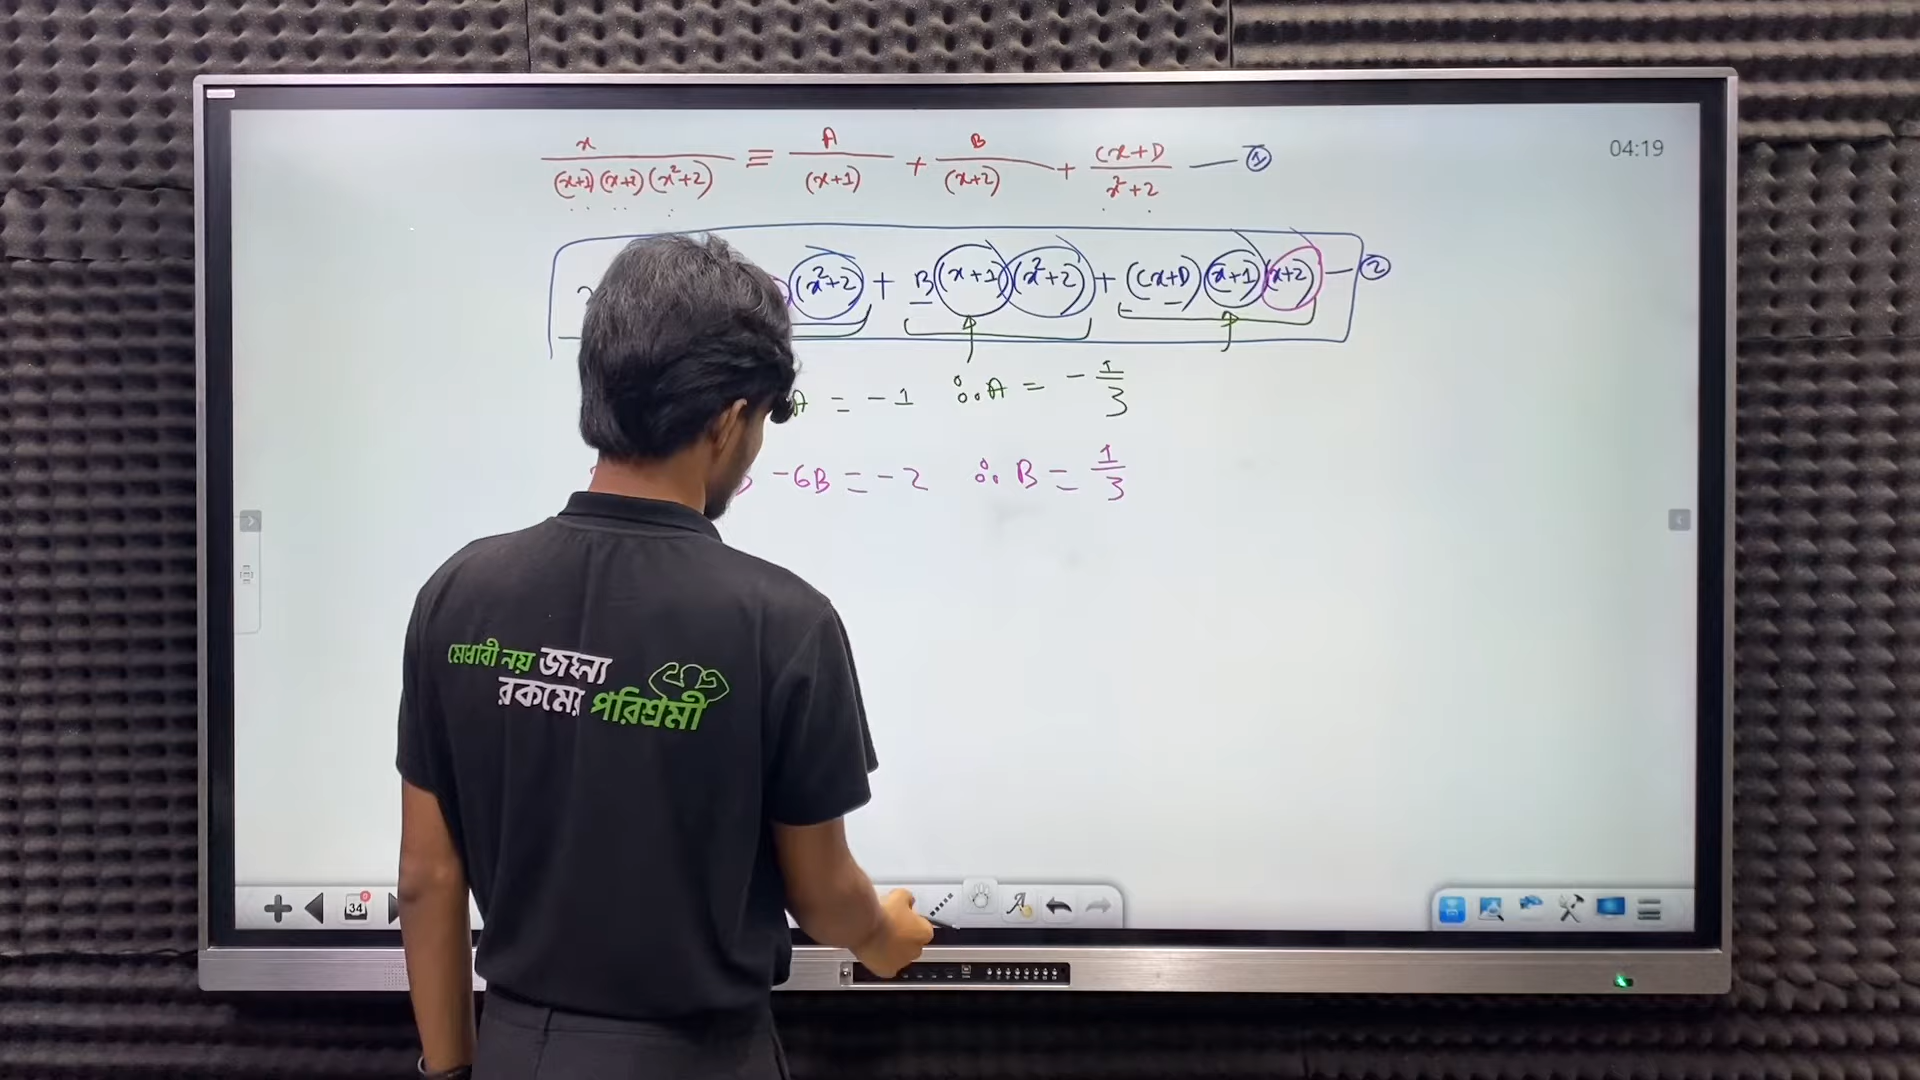 04:19
x/((x+1)(x+2)(x²+2)) ≡ A/(x+1) + B/(x+2) + (Cx+D)/(x²+2) — ①
(x²+2) + B(x+1)(x²+2) + (Cx+D)(x+1)(x+2) — ②
A = -1 ∴ A = -1/3
-6B = -2 ∴ B = 1/3
মেধাবী নয় জঘন্য
রকমের পরিশ্রমী
34